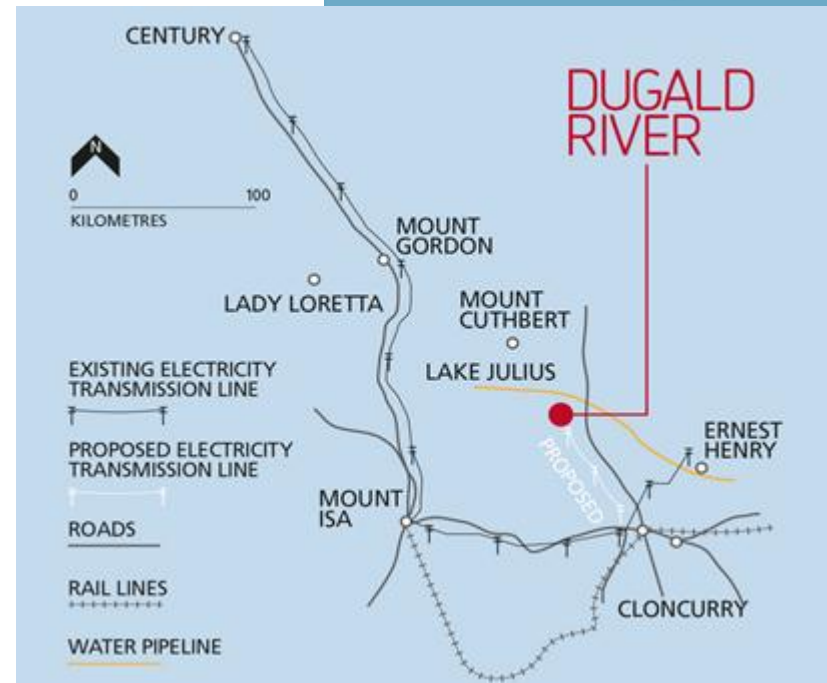 CENTURY
DUGALD
RIVER
N
0 100
KILOMETRES
MOUNT
GORDON
LADY LORETTA
MOUNT
CUTHBERT
LAKE JULIUS
EXISTING ELECTRICITY
TRANSMISSION LINE
PROPOSED ELECTRICITY
TRANSMISSION LINE
ERNEST
HENRY
PROPOSED
MOUNT
ISA
ROADS
RAIL LINES
CLONCURRY
WATER PIPELINE